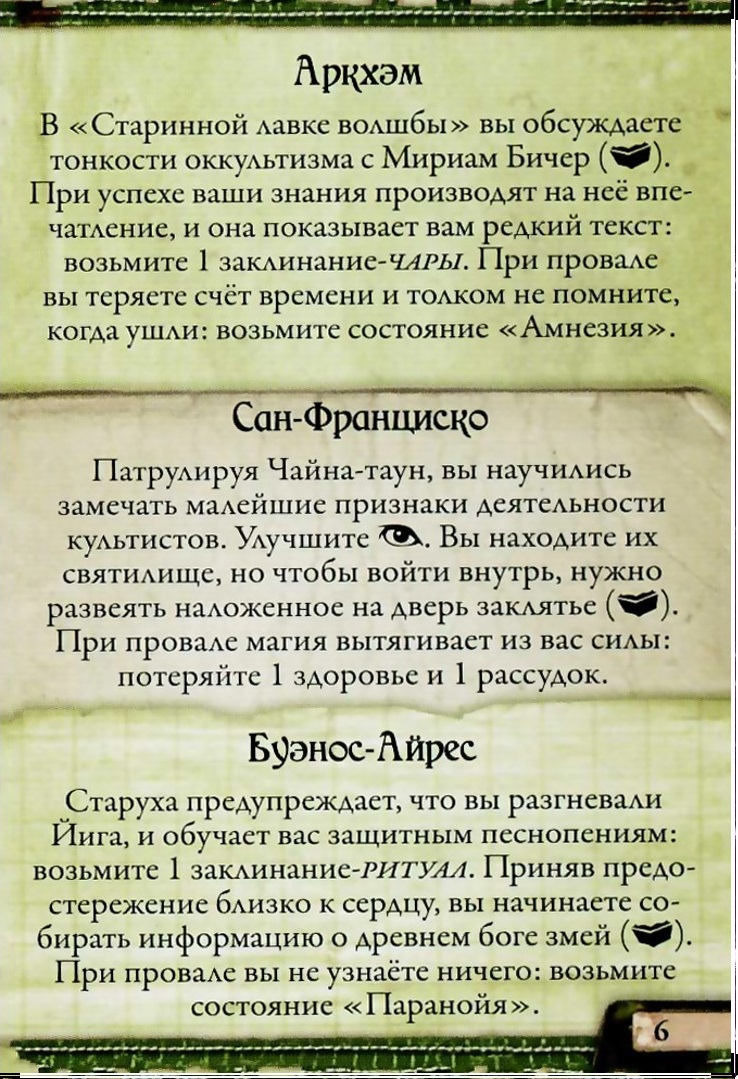 Аркхэм
В «Старинной лавке волшбы» вы обсуждаете
тонкости оккультизма с Мириам Бичер ().
При успехе ваши знания производят на неё впе-
чатление, и она показывает вам редкий текст:
возьмите 1 заклинание-ЧАРЫ. При провале
вы теряете счёт времени и толком не помните,
когда ушли: возьмите состояние «Амнезия».
Сан-Франциско
Патрулируя Чайна-таун, вы научились
замечать малейшие признаки деятельности
культистов. Улучшите . Вы находите их
святилище, но чтобы войти внутрь, нужно
развеять наложенное на дверь заклятье ().
При провале магия вытягивает из вас силы:
потеряйте 1 здоровье и 1 рассудок.
Буэнос-Айрес
Старуха предупреждает, что вы разгневали
Йига, и обучает вас защитным песнопениям:
возьмите 1 заклинание-РИТУАЛ. Приняв предо-
стережение близко к сердцу, вы начинаете со-
бирать информацию о древнем боге змей ().
При провале вы не узнаёте ничего: возьмите
состояние «Паранойя».
6